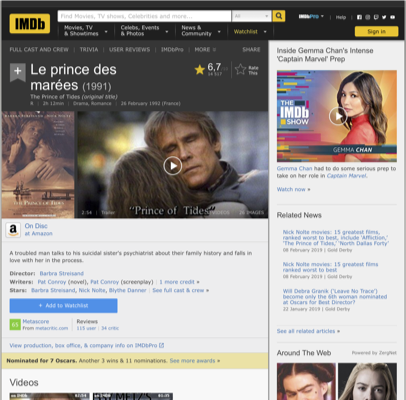 IMDb
Find Movies, TV shows, Celebrities and more...
All
Movies, TV
& Showtimes
Celebs, Events
& Photos
News &
Community
Watchlist
IMDbPro
Help
Sign in
FULL CAST AND CREW | TRIVIA | USER REVIEWS | IMDbPro | MORE
SHARE
Le prince des
marées (1991)
The Prince of Tides (original title)
R | 2h 12min | Drama, Romance | 26 February 1992 (France)
6,7
Rate
This
2:34 | Trailer
"Prince of Tides"
IMAGES
On Disc
at Amazon
A troubled man talks to his suicidal sister's psychiatrist about their family history and falls
in love with her in the process.
Director: Barbra Streisand
Writers: Pat Conroy (novel), Pat Conroy (screenplay) | 1 more credit »
Stars: Barbra Streisand, Nick Nolte, Blythe Danner | See full cast & crew »
+ Add to Watchlist
Metascore
From metacritic.com
Reviews
115 user | 34 critic
View production, box office, & company info on IMDbPro
Nominated for 7 Oscars. Another 3 wins & 11 nominations. See more awards »
Videos
Inside Gemma Chan's Intense
'Captain Marvel' Prep
THE
IMDb
SHOW
GEMMA CHAN
Gemma Chan had to do some serious prep to
take on her role in Captain Marvel.
Watch now »
Related News
Nick Nolte movies: 15 greatest films,
ranked worst to best, include 'Affliction,'
'The Prince of Tides,' 'North Dallas Forty'
09 February 2019 | Gold Derby
Nick Nolte movies: 15 greatest films
ranked worst to best
08 February 2019 | Gold Derby
Will Debra Granik ('Leave No Trace')
become only the 6th woman nominated
at Oscars for Best Director?
22 January 2019 | Gold Derby
See all related articles »
Around The Web
Powered by ZergNet